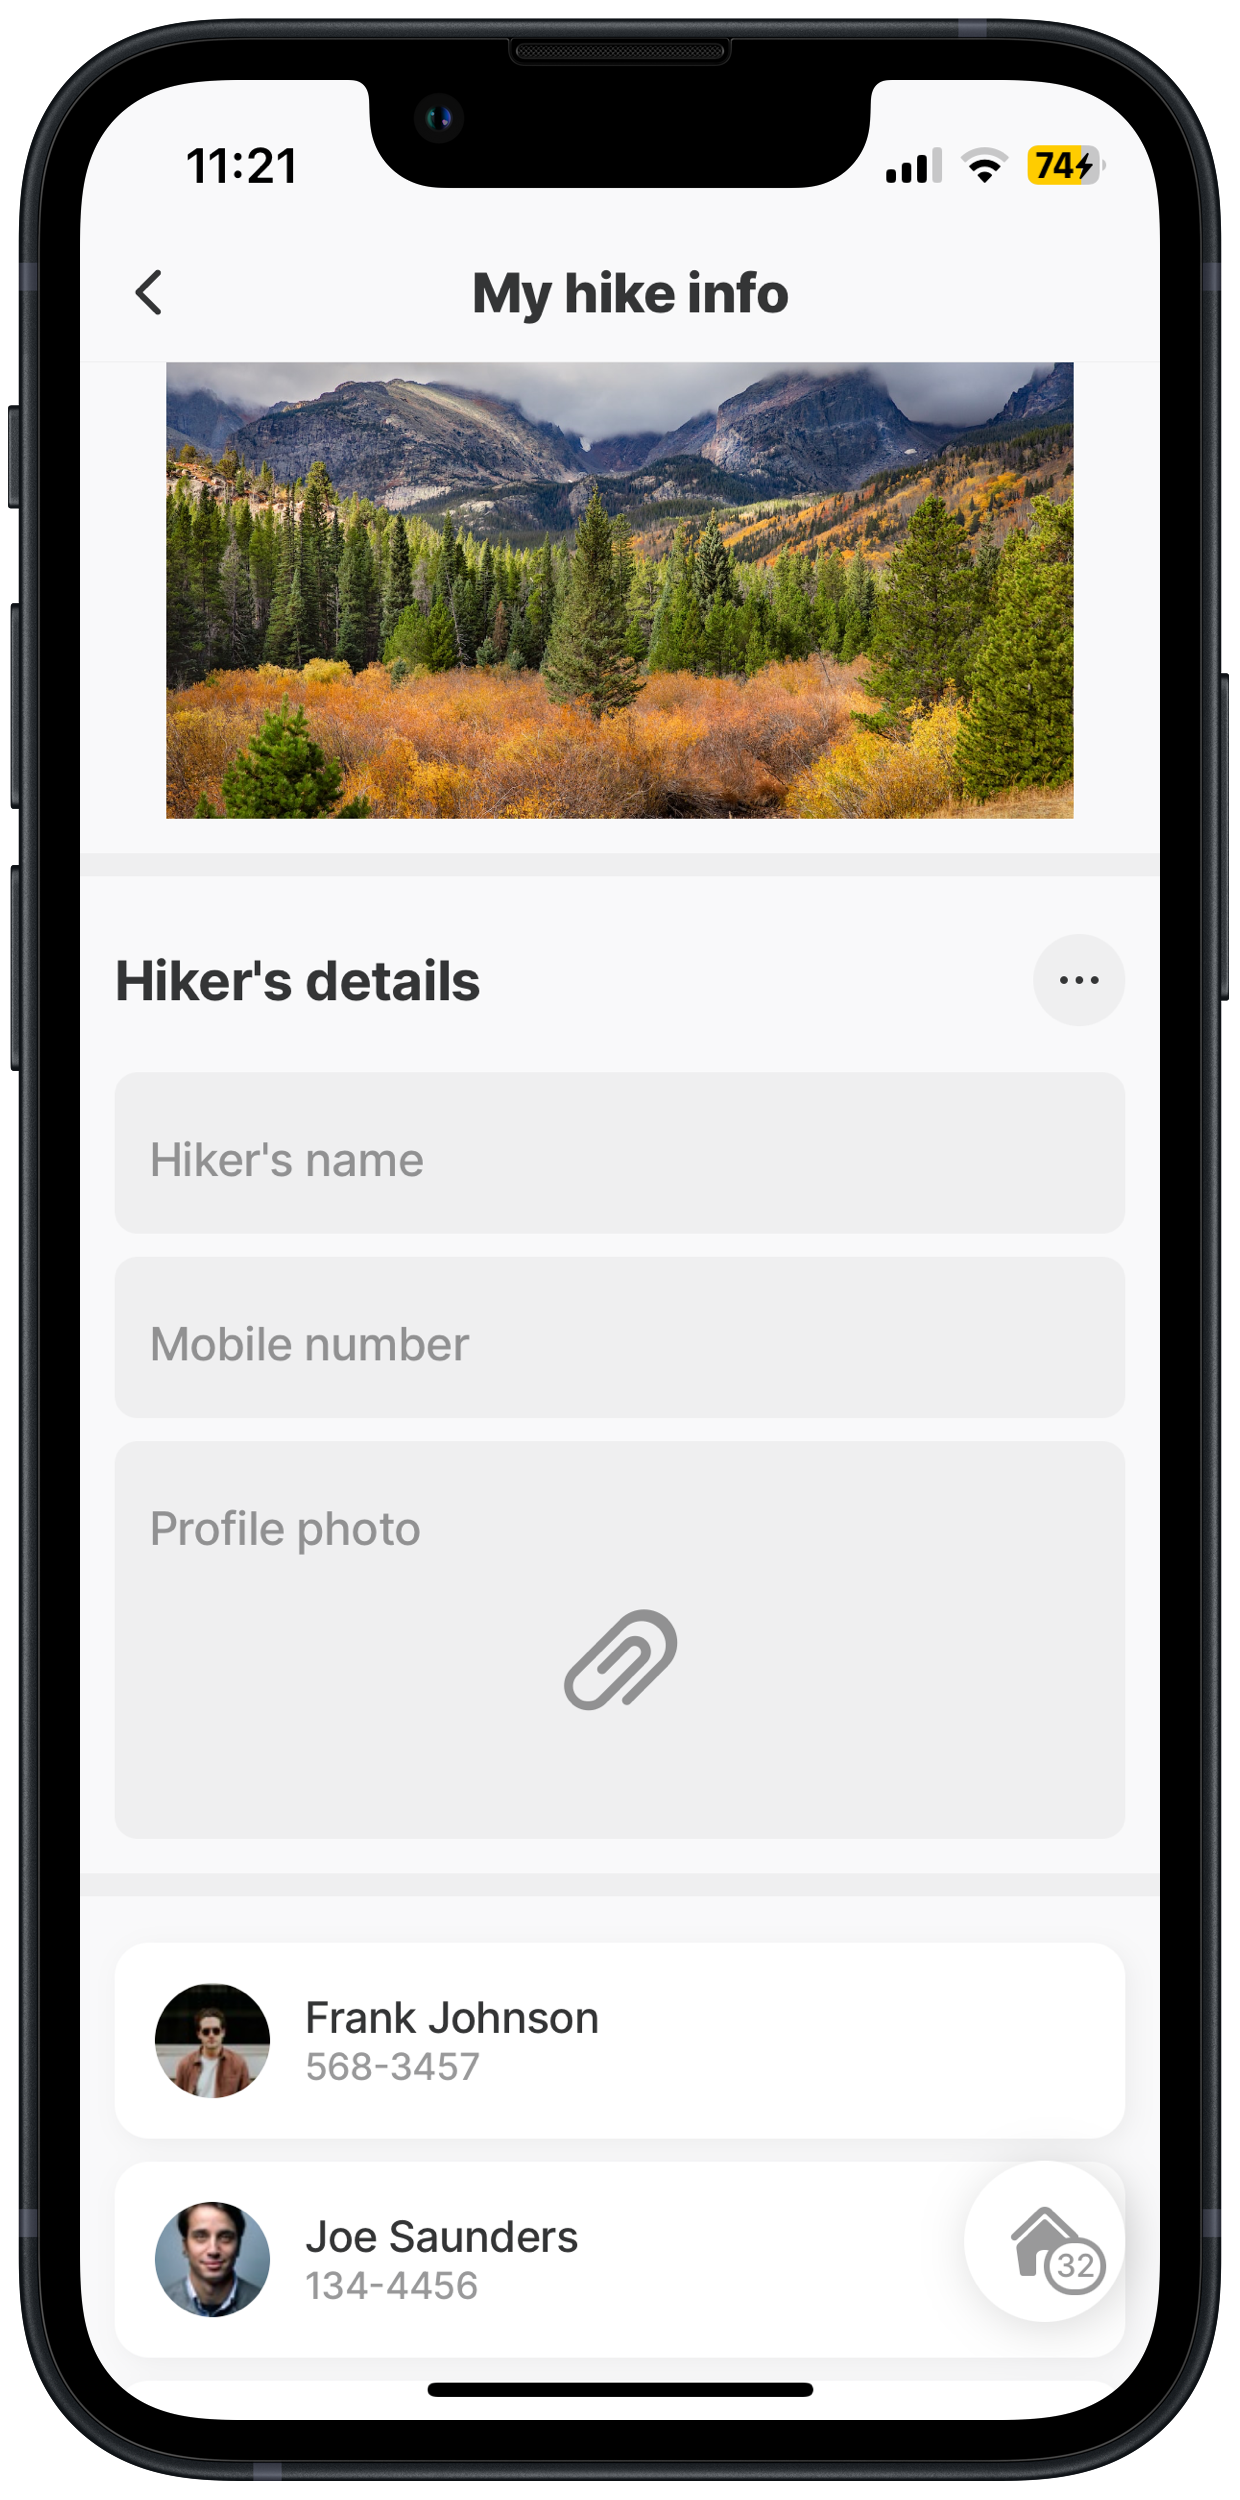 11:21
74
My hike info
Hiker's details
Hiker's name
Mobile number
Profile photo
Frank Johnson
568-3457
Joe Saunders
134-4456
32